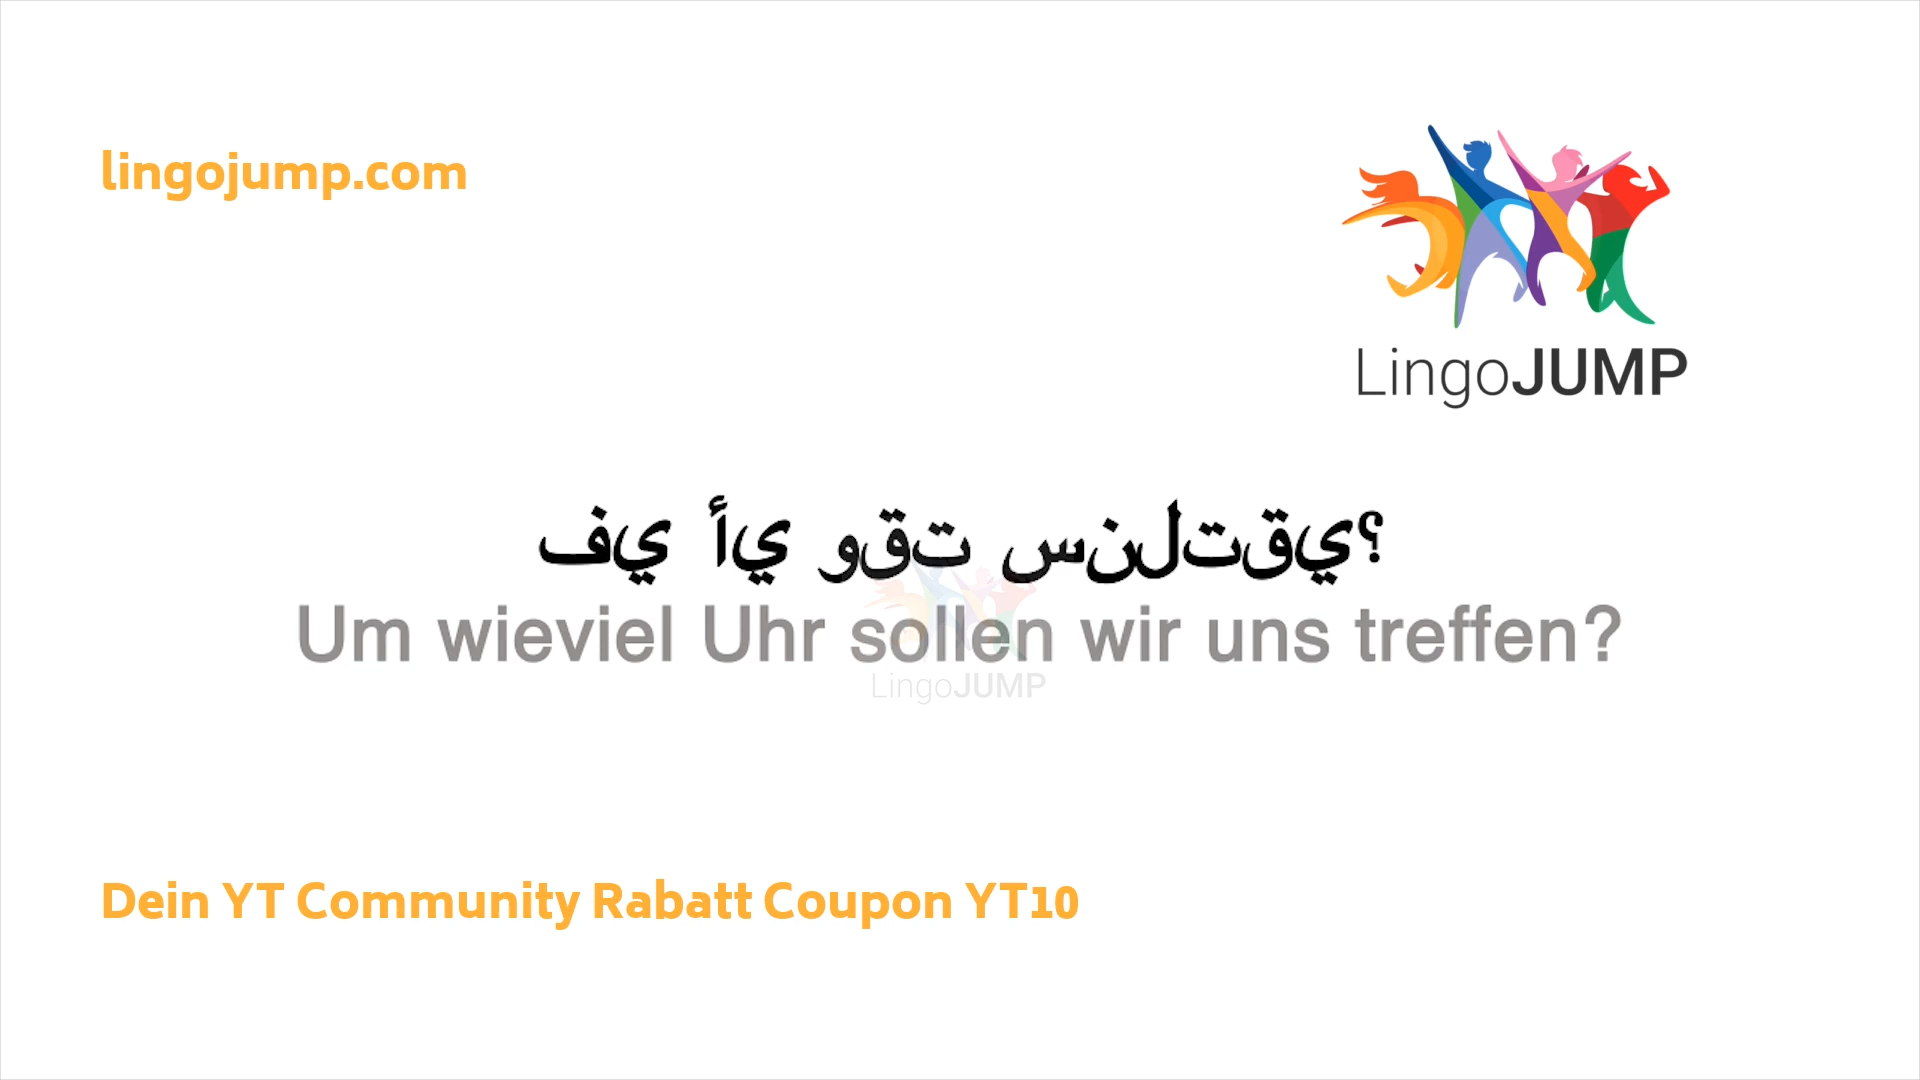 lingojump.com
LingoJUMP
في أي وقت سنلتقي؟
Um wieviel Uhr sollen wir uns treffen?
LingoJUMP
Dein YT Community Rabatt Coupon YT10